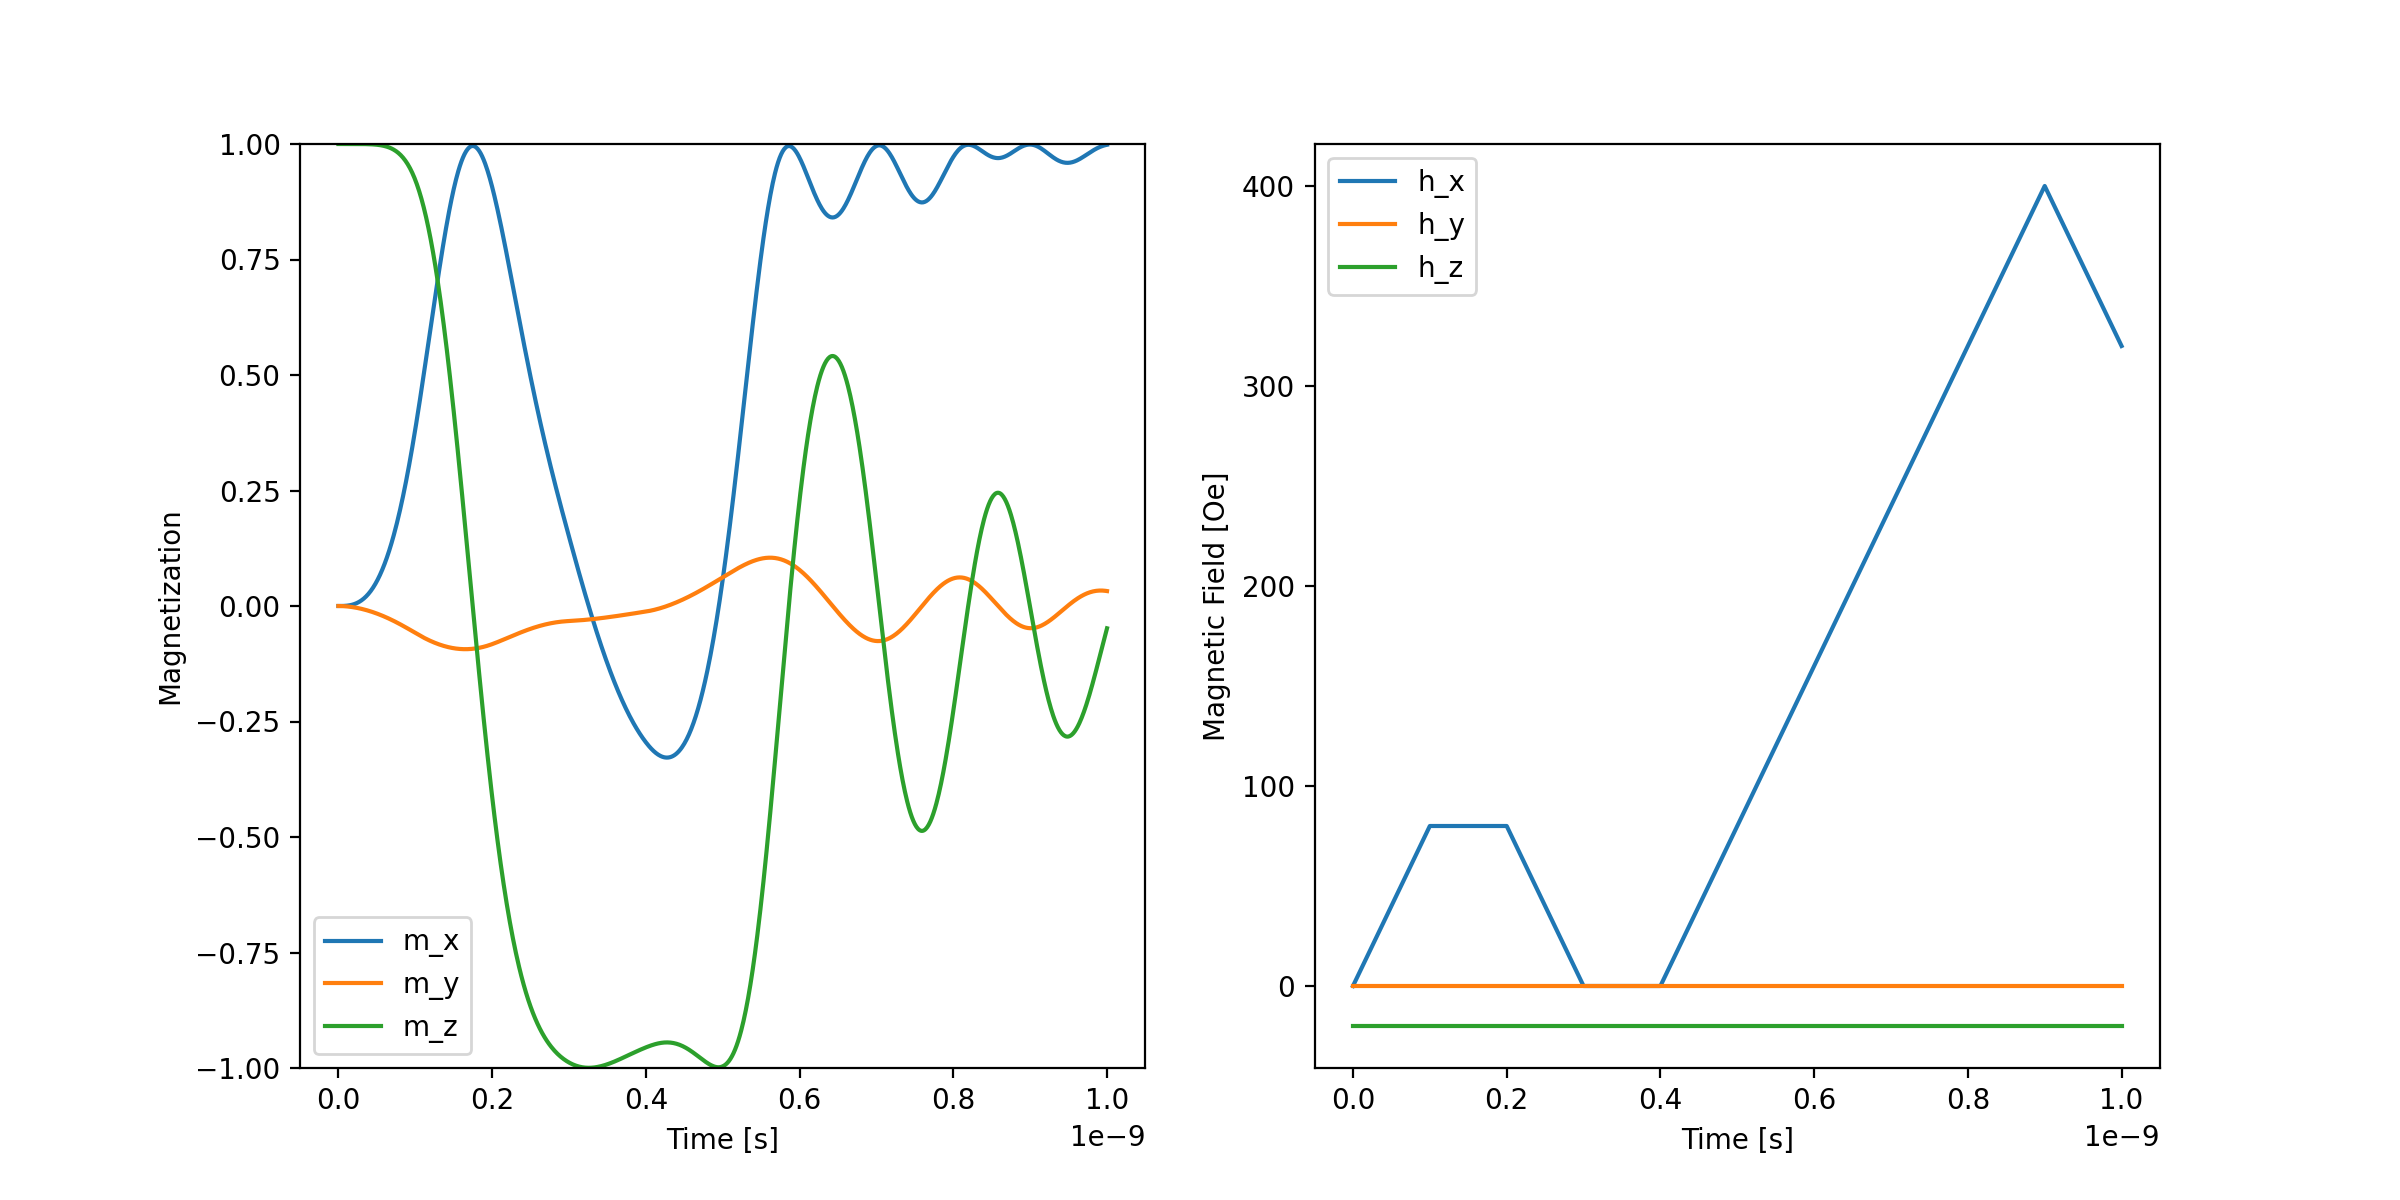 1.00
0.75
0.50
0.25
0.00
−0.25
−0.50
−0.75
−1.00
Magnetization
m_x
m_y
m_z
0.0 0.2 0.4 0.6 0.8 1.0
Time [s]
1e−9
400
300
200
100
0
Magnetic Field [Oe]
h_x
h_y
h_z
0.0 0.2 0.4 0.6 0.8 1.0
Time [s]
1e−9